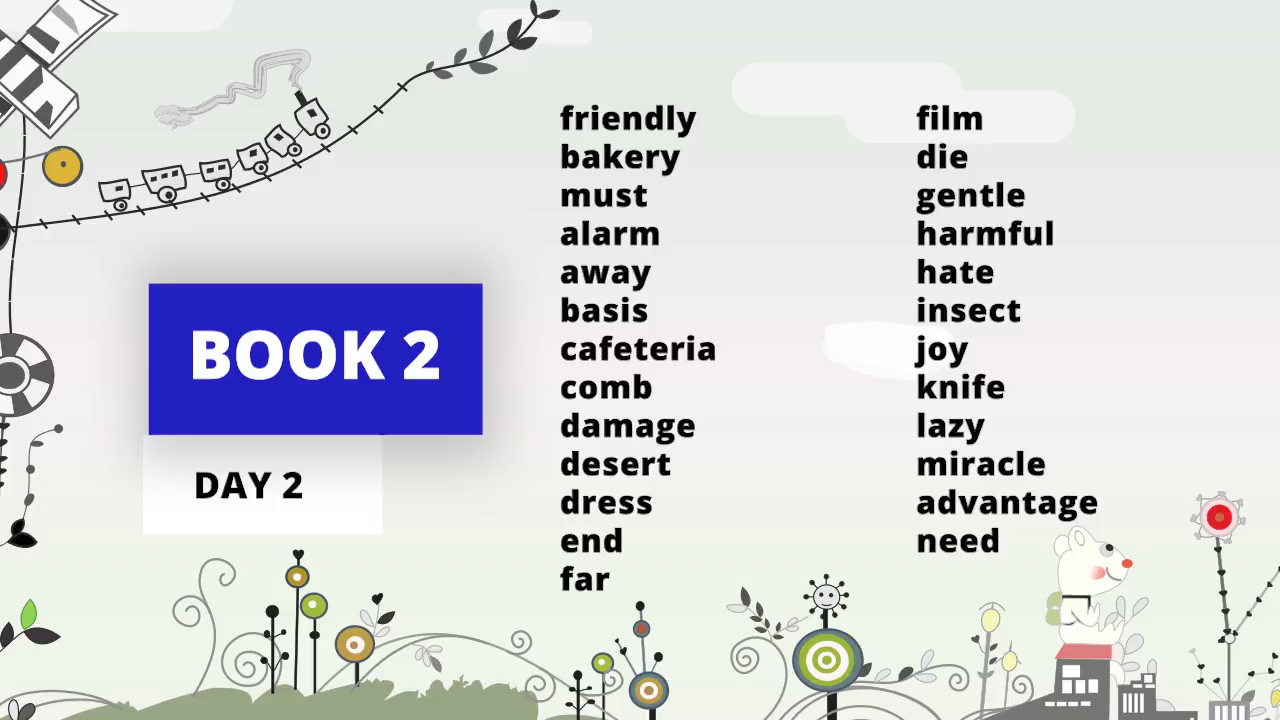 BOOK 2
DAY 2
friendly
bakery
must
alarm
away
basis
cafeteria
comb
damage
desert
dress
end
far
film
die
gentle
harmful
hate
insect
joy
knife
lazy
miracle
advantage
need